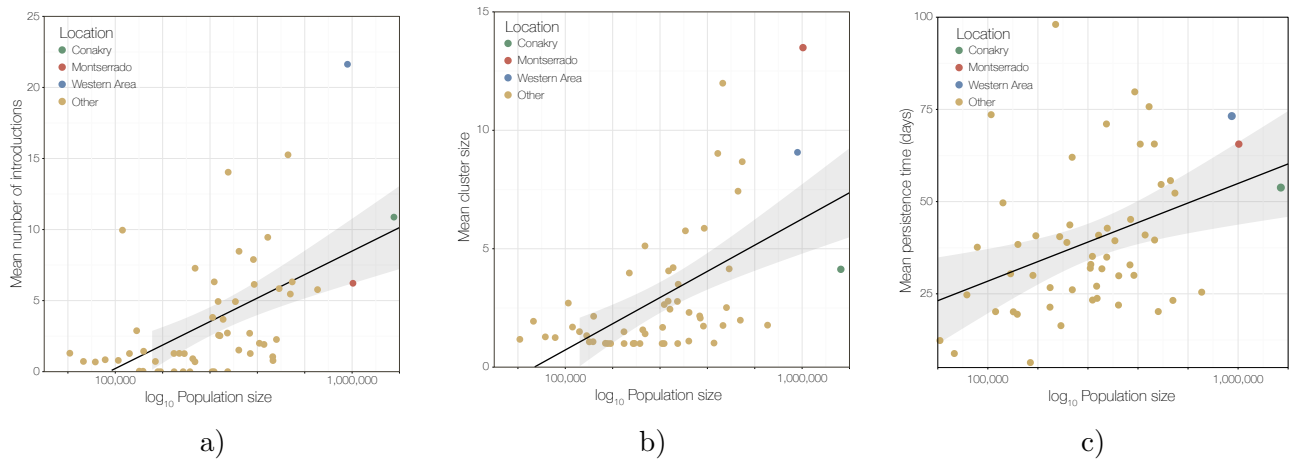 25
20
15
10
5
0
Mean number of introductions
Location
Conakry
Montserrado
Western Area
Other
100,000
1,000,000
log10 Population size
a)
15
10
5
0
Mean cluster size
Location
Conakry
Montserrado
Western Area
Other
100,000
1,000,000
log10 Population size
b)
100
75
50
25
Mean persistence time (days)
Location
Conakry
Montserrado
Western Area
Other
100,000
1,000,000
log10 Population size
c)